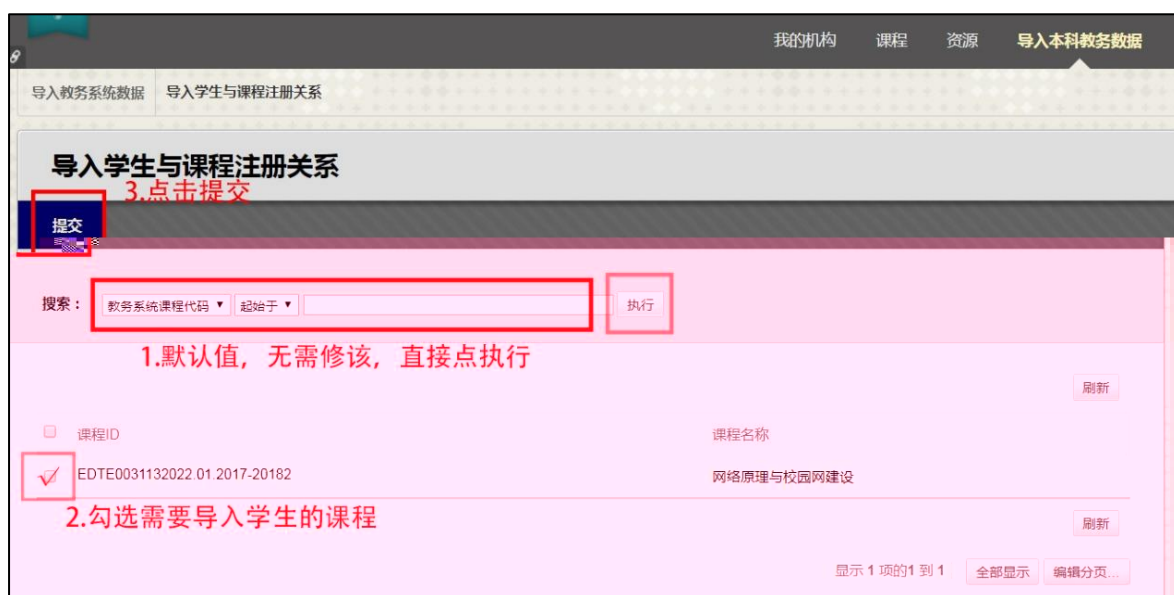 我的机构 课程 资源 导入本科教务数据
导入教务系统数据 导入学生与课程注册关系
导入学生与课程注册关系
3.点击提交
提交
搜索： 教务系统课程代码 起始于 执行
1.默认值，无需修该，直接点执行
刷新
课程ID 课程名称
EDTE0031132022.01.2017-20182 网络原理与校园网建设
2.勾选需要导入学生的课程
刷新
显示 1 项的1 到 1 全部显示 编辑分页...